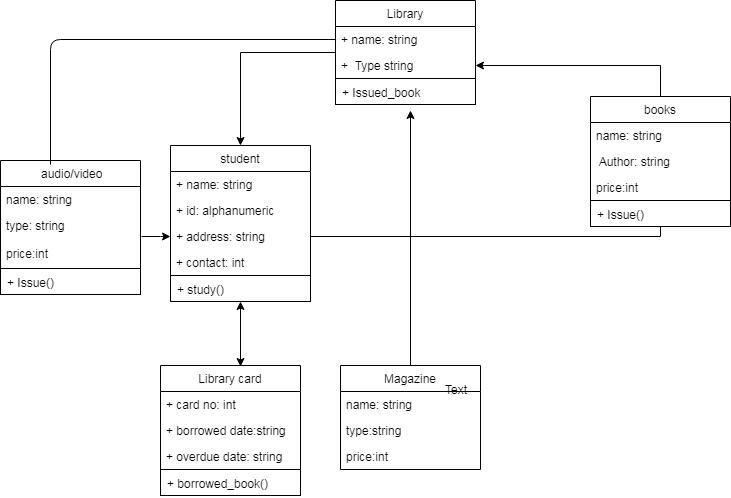 Library
+ name: string
+ Type string
+ Issued_book
books
name: string
Author: string
price:int
+ Issue()
audio/video
name: string
type: string
price:int
+ Issue()
student
+ name: string
+ id: alphanumeric
+ address: string
+ contact: int
+ study()
Library card
+ card no: int
+ borrowed date:string
+ overdue date: string
+ borrowed_book()
Magazine
Text
name: string
type:string
price:int